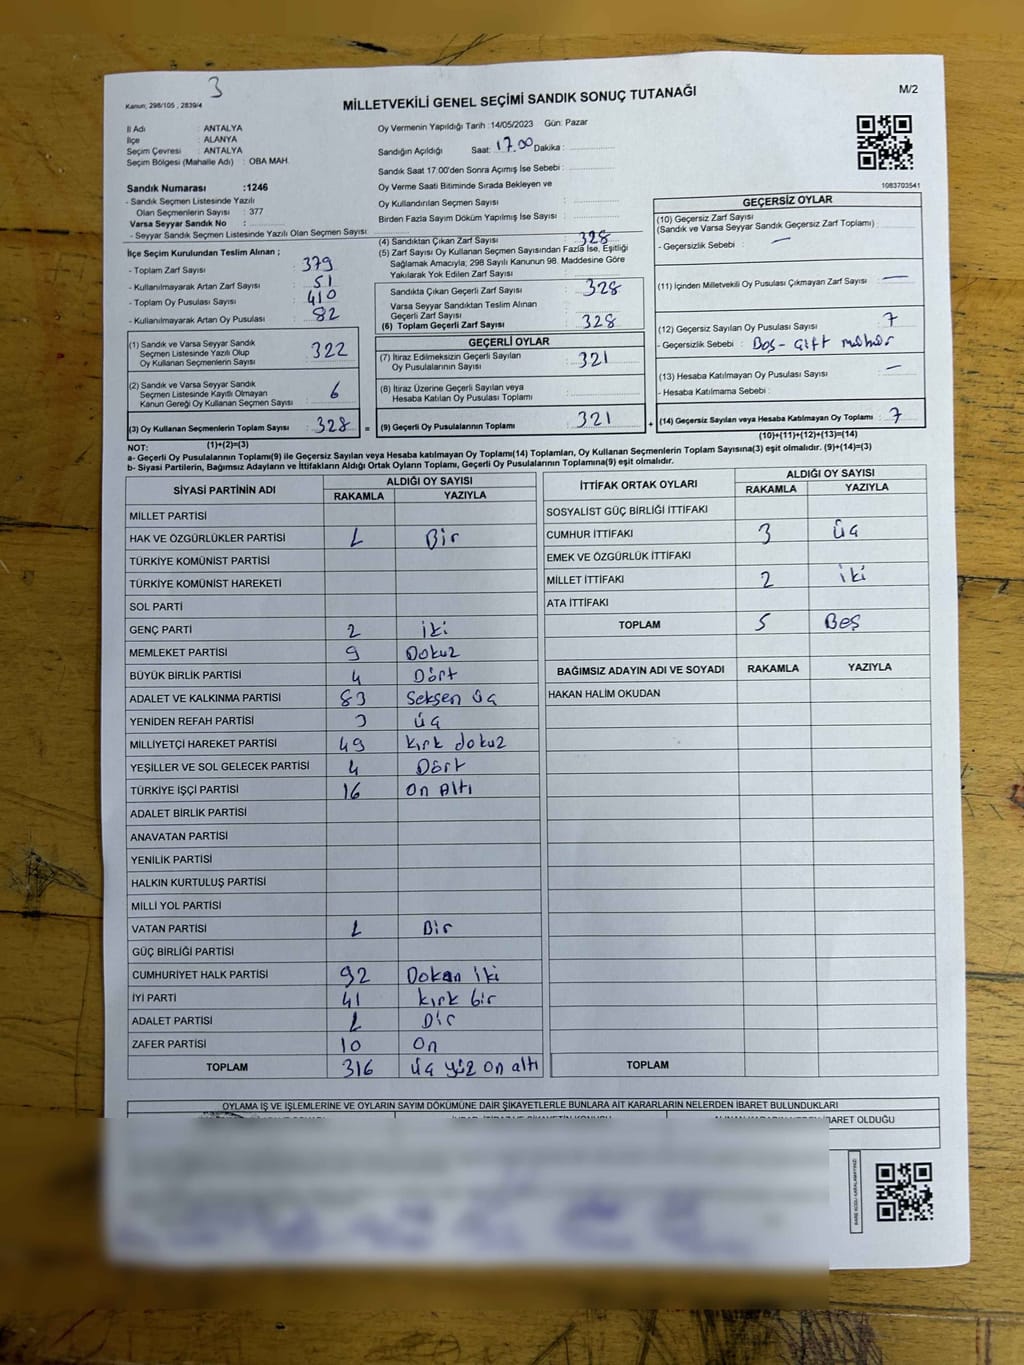 3
Kanun; 298/105 , 2839/4
MİLLETVEKİLİ GENEL SEÇİMİ SANDIK SONUÇ TUTANAĞI
M/2
İl Adı : ANTALYA
İlçe : ALANYA
Seçim Çevresi : ANTALYA
Seçim Bölgesi (Mahalle Adı) : OBA MAH.
Sandık Numarası :1246
- Sandık Seçmen Listesinde Yazılı
Olan Seçmenlerin Sayısı : 377
Varsa Seyyar Sandık No :
- Seyyar Sandık Seçmen Listesinde Yazılı Olan Seçmen Sayısı :
Oy Vermenin Yapıldığı Tarih :14/05/2023 Gün: Pazar
Sandığın Açıldığı Saat: 17.00 Dakika :
Sandık Saat 17.00'den Sonra Açımış İse Sebebi :
Oy Verme Saati Bitiminde Sırada Bekleyen ve
Oy Kullandırılan Seçmen Sayısı :
Birden Fazla Sayım Döküm Yapılmış İse Sayısı :
1083703541
İlçe Seçim Kurulundan Teslim Alınan ;
- Toplam Zarf Sayısı : 379
- Kullanılmayarak Artan Zarf Sayısı : 51
- Toplam Oy Pusulası Sayısı : 410
- Kullanılmayarak Artan Oy Pusulası : 82
(1) Sandık ve Varsa Seyyar Sandık
Seçmen Listesinde Yazılı Olup
Oy Kullanan Seçmenlerin Sayısı : 322
(2) Sandık ve Varsa Seyyar Sandık
Seçmen Listesinde Kayıtlı Olmayan
Kanun Gereği Oy Kullanan Seçmen Sayısı : 6
(3) Oy Kullanan Seçmenlerin Toplam Sayısı : 328 =
(1)+(2)=(3)
(4) Sandıktan Çıkan Zarf Sayısı : 328
(5) Zarf Sayısı Oy Kullanan Seçmen Sayısından Fazla İse, Eşitliği
Sağlamak Amacıyla; 298 Sayılı Kanunun 98. Maddesine Göre
Yakılarak Yok Edilen Zarf Sayısı :
Sandıkta Çıkan Geçerli Zarf Sayısı : 328
Varsa Seyyar Sandıktan Teslim Alınan
Geçerli Zarf Sayısı :
(6) Toplam Geçerli Zarf Sayısı : 328
GEÇERLİ OYLAR
(7) İtiraz Edilmeksizin Geçerli Sayılan
Oy Pusulalarının Sayısı : 321
(8) İtiraz Üzerine Geçerli Sayılan veya
Hesaba Katılan Oy Pusulası Toplamı :
(9) Geçerli Oy Pusulalarının Toplamı : 321 +
GEÇERSİZ OYLAR
(10) Geçersiz Zarf Sayısı
(Sandık ve Varsa Seyyar Sandık Geçersiz Zarf Toplamı) :
- Geçersizlik Sebebi : —
(11) İçinden Milletvekili Oy Pusulası Çıkmayan Zarf Sayısı : —
(12) Geçersiz Sayılan Oy Pusulası Sayısı : 7
- Geçersizlik Sebebi : Boş - Çift mühür
(13) Hesaba Katılmayan Oy Pusulası Sayısı : —
- Hesaba Katılmama Sebebi :
(14) Geçersiz Sayılan veya Hesaba Katılmayan Oy Toplamı : 7
(10)+(11)+(12)+(13)=(14)
NOT:
a- Geçerli Oy Pusulalarının Toplamı(9) ile Geçersiz Sayılan veya Hesaba katılmayan Oy Toplamı(14) Toplamları, Oy Kullanan Seçmenlerin Toplam Sayısına(3) eşit olmalıdır. (9)+(14)=(3)
b- Siyasi Partilerin, Bağımsız Adayların ve İttifakların Aldığı Ortak Oyların Toplamı, Geçerli Oy Pusulalarının Toplamına(9) eşit olmalıdır.
SİYASİ PARTİNİN ADI ALDIĞI OY SAYISI
RAKAMLA YAZIYLA
MİLLET PARTİSİ
HAK VE ÖZGÜRLÜKLER PARTİSİ 1 Bir
TÜRKİYE KOMÜNİST PARTİSİ
TÜRKİYE KOMÜNİST HAREKETİ
SOL PARTİ
GENÇ PARTİ 2 iki
MEMLEKET PARTİSİ 9 Dokuz
BÜYÜK BİRLİK PARTİSİ 4 Dört
ADALET VE KALKINMA PARTİSİ 83 Seksen üç
YENİDEN REFAH PARTİSİ 3 üç
MİLLİYETÇİ HAREKET PARTİSİ 49 kırk dokuz
YEŞİLLER VE SOL GELECEK PARTİSİ 4 Dört
TÜRKİYE İŞÇİ PARTİSİ 16 On Altı
ADALET BİRLİK PARTİSİ
ANAVATAN PARTİSİ
YENİLİK PARTİSİ
HALKIN KURTULUŞ PARTİSİ
MİLLİ YOL PARTİSİ
VATAN PARTİSİ 1 Bir
GÜÇ BİRLİĞİ PARTİSİ
CUMHURİYET HALK PARTİSİ 92 Doksan iki
İYİ PARTİ 41 kırk bir
ADALET PARTİSİ 1 Bir
ZAFER PARTİSİ 10 On
TOPLAM 316 üç yüz on altı
İTTİFAK ORTAK OYLARI ALDIĞI OY SAYISI
RAKAMLA YAZIYLA
SOSYALİST GÜÇ BİRLİĞİ İTTİFAKI
CUMHUR İTTİFAKI 3 üç
EMEK VE ÖZGÜRLÜK İTTİFAKI
MİLLET İTTİFAKI 2 iki
ATA İTTİFAKI
TOPLAM 5 Beş
BAĞIMSIZ ADAYIN ADI VE SOYADI RAKAMLA YAZIYLA
HAKAN HALİM OKUDAN
TOPLAM
OYLAMA İŞ VE İŞLEMLERİNE VE OYLARIN SAYIM DÖKÜMÜNE DAİR ŞİKAYETLERLE BUNLARA AİT KARARLARIN NELERDEN İBARET BULUNDUKLARI
İBARET OLDUĞU